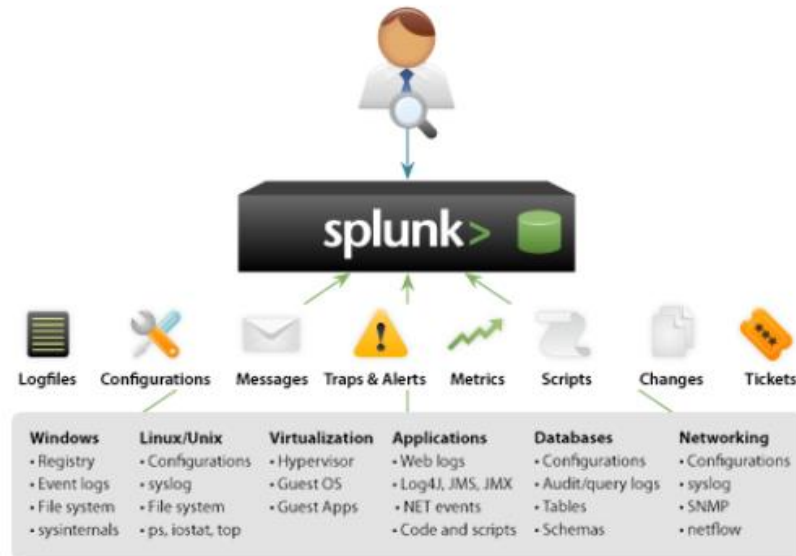 splunk>
Logfiles Configurations Messages Traps & Alerts Metrics Scripts Changes Tickets
Windows
• Registry
• Event logs
• File system
• sysinternals
Linux/Unix
• Configurations
• syslog
• File system
• ps, iostat, top
Virtualization
• Hypervisor
• Guest OS
• Guest Apps
Applications
• Web logs
• Log4J, JMS, JMX
• NET events
• Code and scripts
Databases
• Configurations
• Audit/query logs
• Tables
• Schemas
Networking
• Configurations
• syslog
• SNMP
• netflow